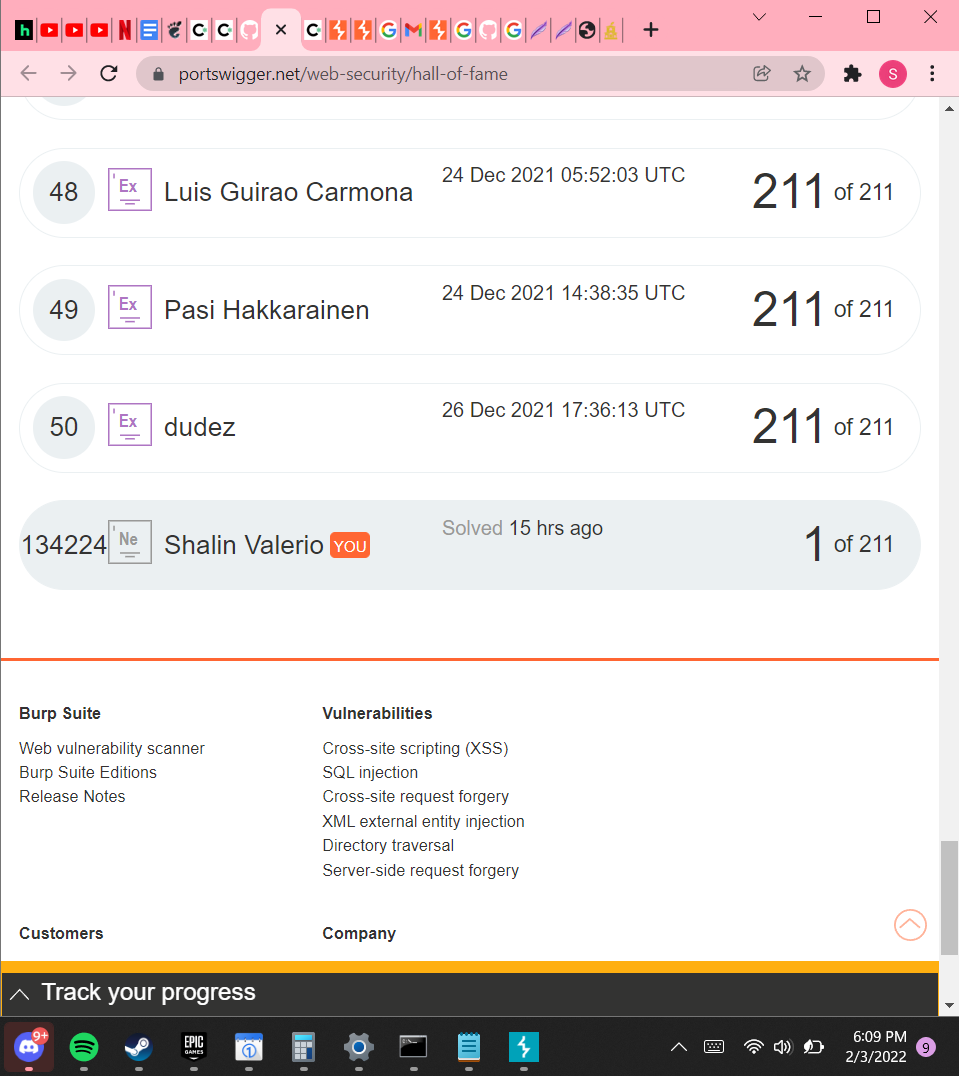 portswigger.net/web-security/hall-of-fame
S
48 Ex Luis Guirao Carmona 24 Dec 2021 05:52:03 UTC 211 of 211
49 Ex Pasi Hakkarainen 24 Dec 2021 14:38:35 UTC 211 of 211
50 Ex dudez 26 Dec 2021 17:36:13 UTC 211 of 211
134224 Ne Shalin Valerio YOU Solved 15 hrs ago 1 of 211
Burp Suite
Web vulnerability scanner
Burp Suite Editions
Release Notes
Vulnerabilities
Cross-site scripting (XSS)
SQL injection
Cross-site request forgery
XML external entity injection
Directory traversal
Server-side request forgery
Customers
Company
Track your progress
9+
EPIC
GAMES
6:09 PM
2/3/2022
9